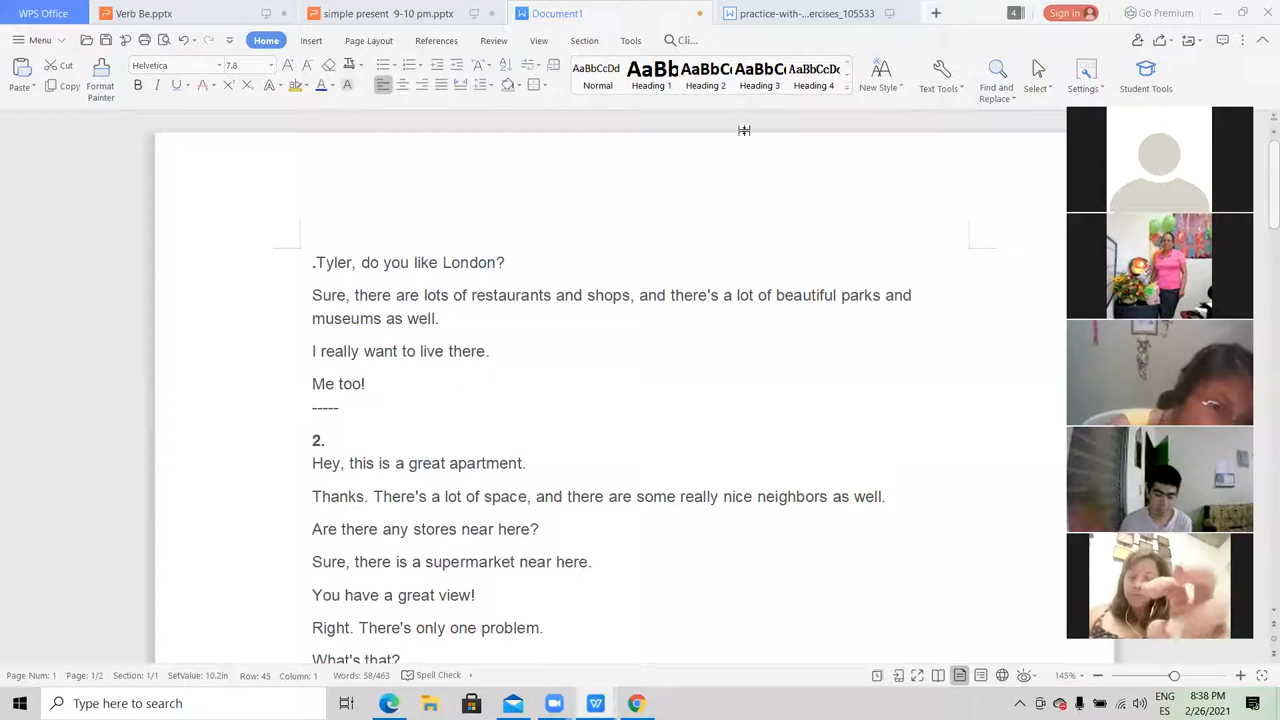 WPS Office
Verb Be.pptx
simple
9-10 pm.pptx
Document1
practice-with-...ercises_105533
4
Sign in
Go Premium
Menu
Home
Insert
Layout
References
Review
View
Section
Tools
Cli...
Paste
Cut
Copy
Format
Painter
Helvetica
7.8
AaBbCcDd
Normal
AaBb
Heading 1
AaBbC
Heading 2
AaBbC
Heading 3
AaBbCcDc
Heading 4
New Style
Text Tools
Find and
Replace
Select
Settings
Student Tools
.Tyler, do you like London?
Sure, there are lots of restaurants and shops, and there's a lot of beautiful parks and
museums as well.
I really want to live there.
Me too!
-----
2.
Hey, this is a great apartment.
Thanks. There's a lot of space, and there are some really nice neighbors as well.
Are there any stores near here?
Sure, there is a supermarket near here.
You have a great view!
Right. There's only one problem.
What's that?
Page Num: 1
Page: 1/2
Section: 1/1
Row: 43
Column: 1
Words: 58/463
Spell Check
145%
Type here to search
ENG
ES
8:38 PM
2/26/2021